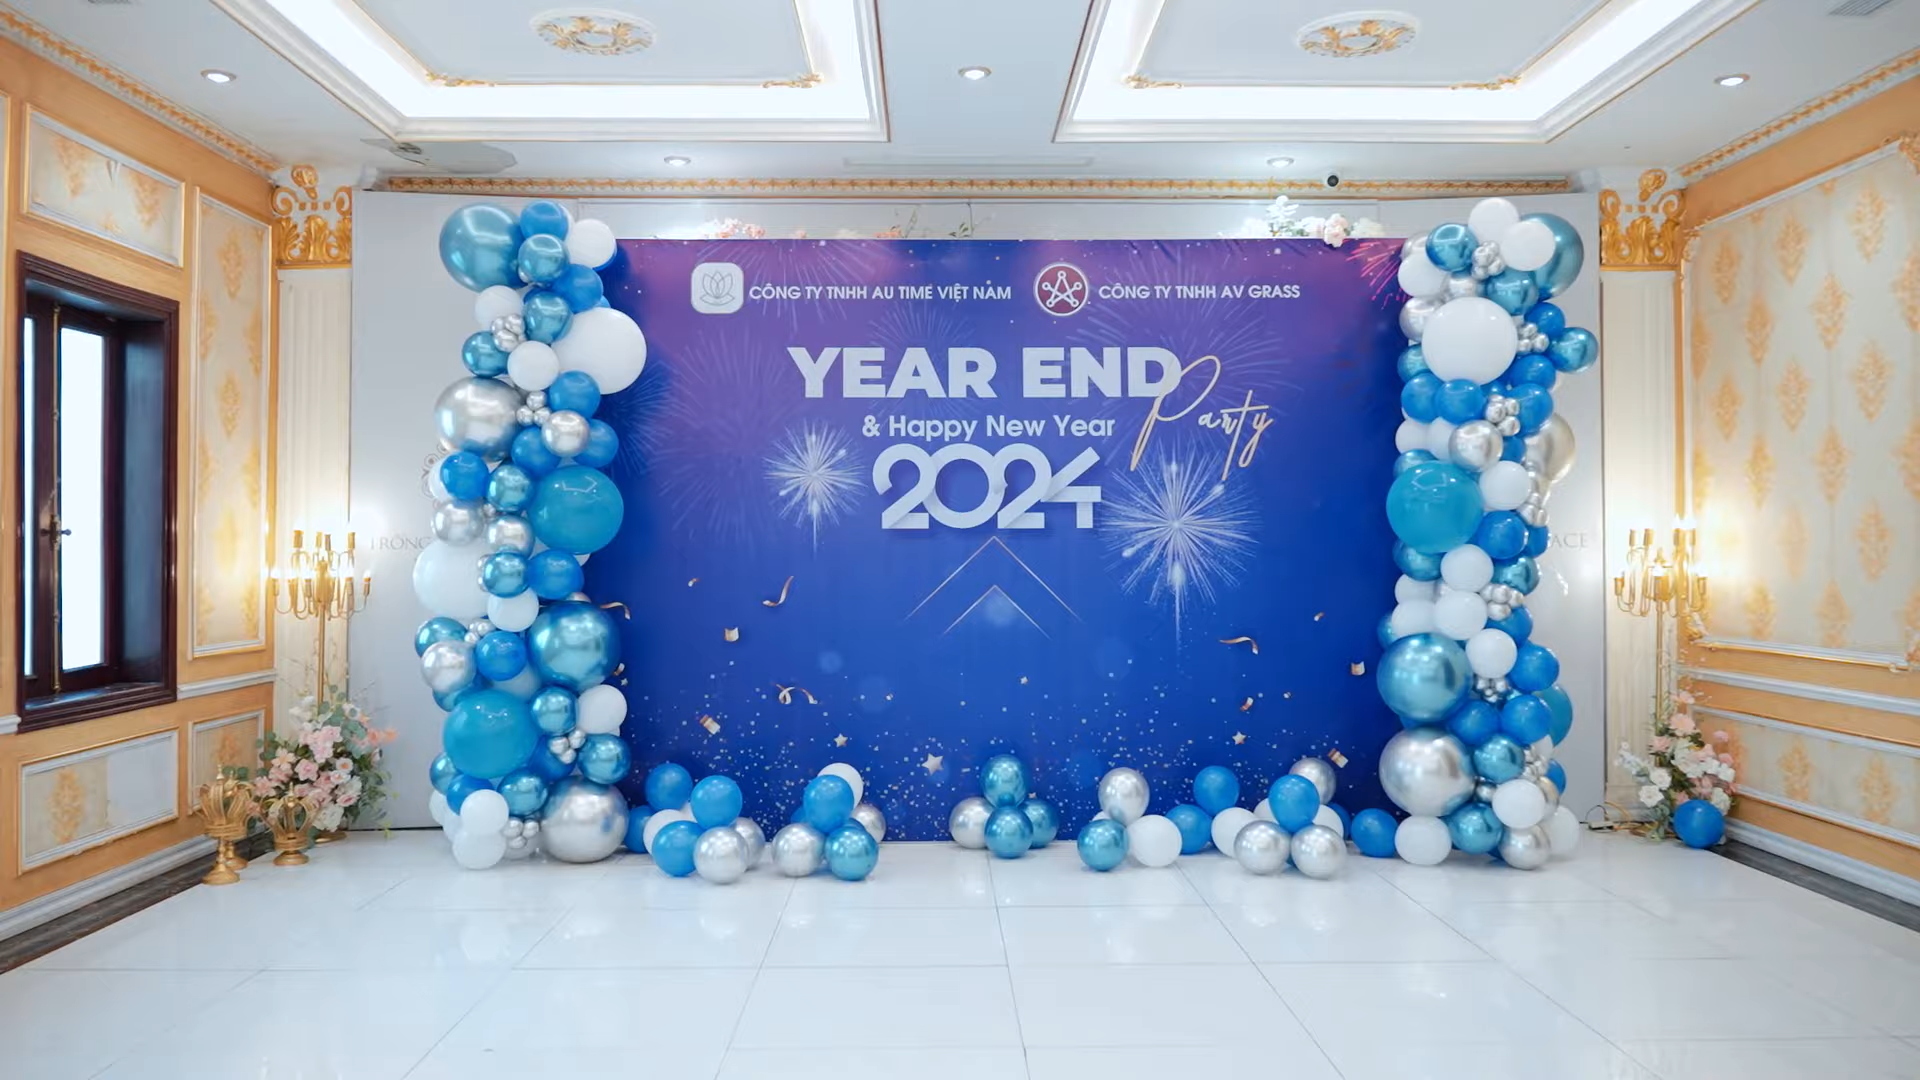 CÔNG TY TNHH AU TIME VIỆT NAM
CÔNG TY TNHH AV GRASS
YEAR END
Party
& Happy New Year
2024